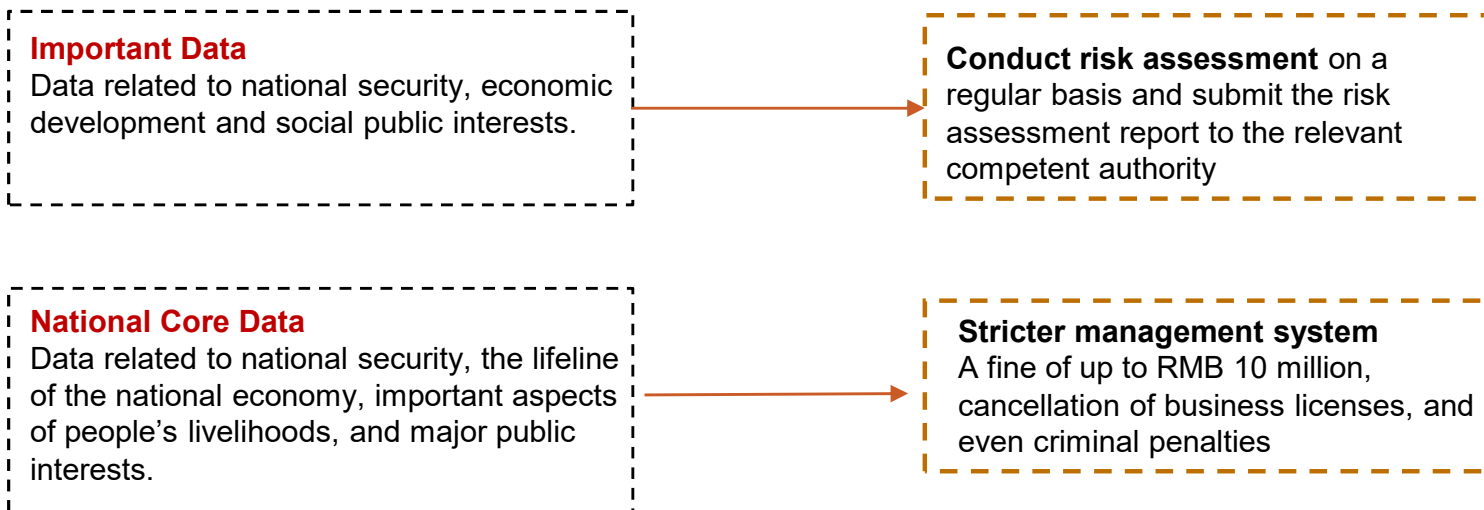 Important Data
Data related to national security, economic
development and social public interests.
Conduct risk assessment on a
regular basis and submit the risk
assessment report to the relevant
competent authority
National Core Data
Data related to national security, the lifeline
of the national economy, important aspects
of people’s livelihoods, and major public
interests.
Stricter management system
A fine of up to RMB 10 million,
cancellation of business licenses, and
even criminal penalties